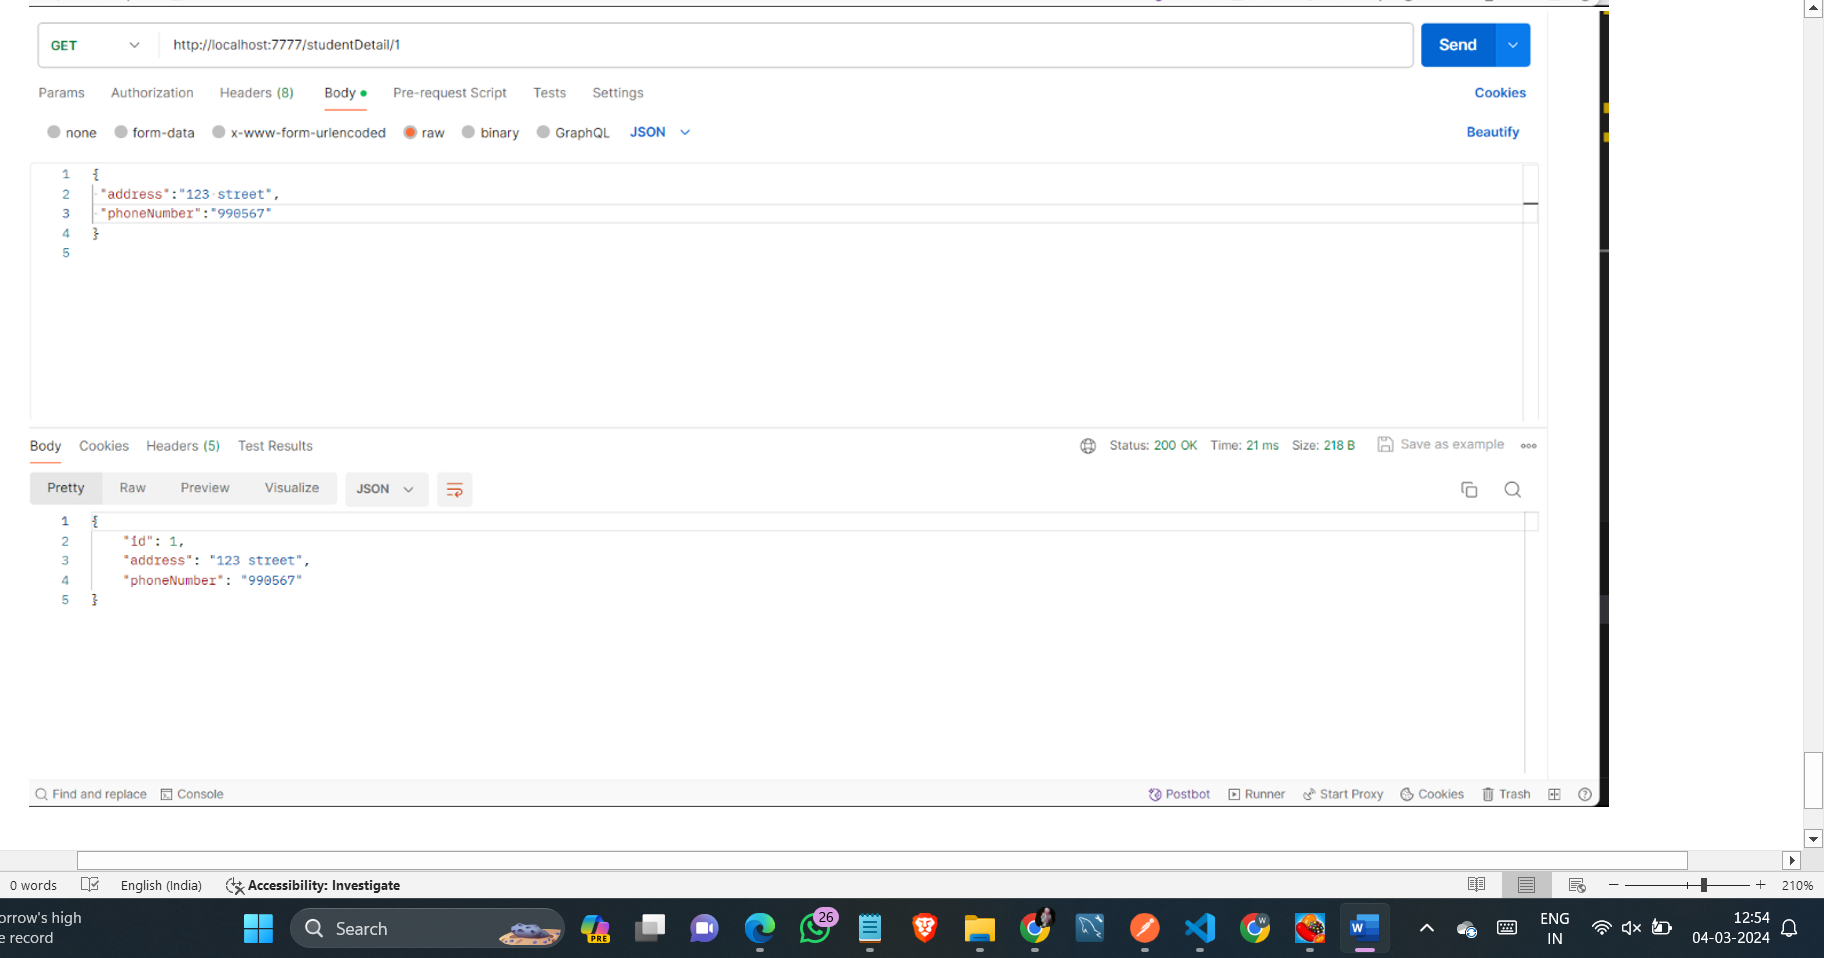 GET http://localhost:7777/studentDetail/1 Send
Params Authorization Headers (8) Body Pre-request Script Tests Settings Cookies
none form-data x-www-form-urlencoded raw binary GraphQL JSON Beautify
1 {
2 "address":"123 street",
3 "phoneNumber":"990567"
4 }
5
Body Cookies Headers (5) Test Results Status: 200 OK Time: 21 ms Size: 218 B Save as example
Pretty Raw Preview Visualize JSON
1 {
2 "id": 1,
3 "address": "123 street",
4 "phoneNumber": "990567"
5 }
Find and replace Console Postbot Runner Start Proxy Cookies Trash
0 words English (India) Accessibility: Investigate 210%
orrow's high
e record
Search
PRE
26
W
W
ENG
IN
12:54
04-03-2024